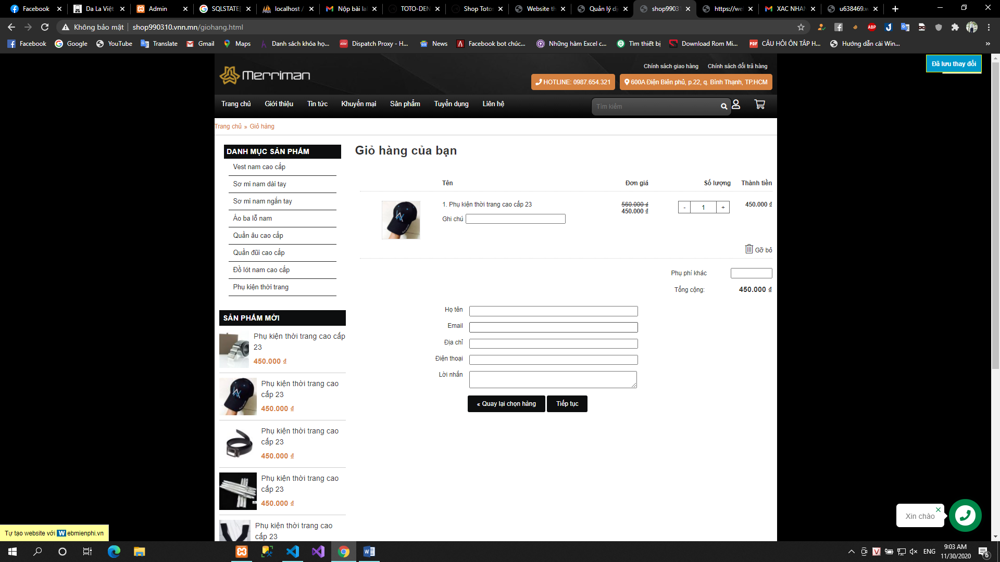 Facebook
Da La Việt
Admin
SQLSTATE[
localhost /
Nộp bài la
TOTO-DEN
Shop Toto
Website th
Quản lý dị
shop99031
https://we
XAC NHAN
u638469.w
Không bảo mật
shop990310.vnn.mn/giohang.html
Facebook
Google
YouTube
Translate
Gmail
Maps
Danh sách khóa họ...
Dispatch Proxy - H...
News
Facebook bot chúc...
Những hàm Excel c...
Tìm thiết bị
Download Rom Mi...
CÂU HỎI ÔN TẬP H...
Hướng dẫn cài Win...
»
Đã lưu thay đổi
Merriman
Chính sách giao hàng
Chính sách đổi trả hàng
HOTLINE: 0987.654.321
600A Điện Biên phủ, p.22, q. Bình Thạnh, TP.HCM
Trang chủ
Giới thiệu
Tin tức
Khuyến mại
Sản phẩm
Tuyển dụng
Liên hệ
Tìm kiếm
Trang chủ » Giỏ hàng
DANH MỤC SẢN PHẨM
Vest nam cao cấp
Sơ mi nam dài tay
Sơ mi nam ngắn tay
Áo ba lỗ nam
Quần âu cao cấp
Quần đũi cao cấp
Đồ lót nam cao cấp
Phụ kiện thời trang
SẢN PHẨM MỚI
Phụ kiện thời trang cao cấp
23
450.000 đ
Phụ kiện thời trang cao
cấp 23
450.000 đ
Phụ kiện thời trang cao
cấp 23
450.000 đ
Phụ kiện thời trang cao
cấp 23
450.000 đ
Phụ kiện thời trang cao
cấp 23
Giỏ hàng của bạn
Tên
Đơn giá
Số lượng
Thành tiền
1. Phụ kiện thời trang cao cấp 23
560.000 đ
450.000 đ
- 1 +
450.000 đ
Ghi chú
Gỡ bỏ
Phụ phí khác
Tổng cộng:
450.000 đ
Họ tên
Email
Địa chỉ
Điện thoại
Lời nhắn
« Quay lại chọn hàng
Tiếp tục
Xin chào
Tự tạo website với Webmienphi.vn
ENG
9:03 AM
11/30/2020
6